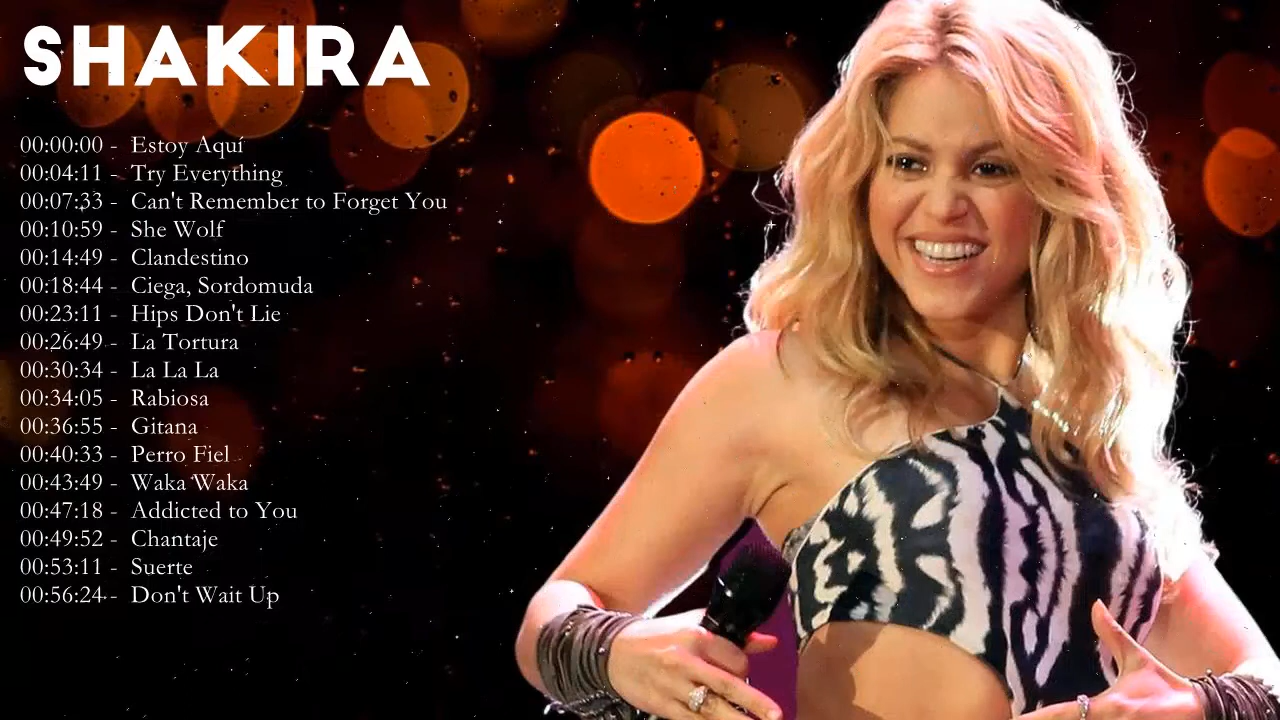 SHAKIRA
00:00:00 - Estoy Aquí
00:04:11 - Try Everything
00:07:33 - Can't Remember to Forget You
00:10:59 - She Wolf
00:14:49 - Clandestino
00:18:44 - Ciega, Sordomuda
00:23:11 - Hips Don't Lie
00:26:49 - La Tortura
00:30:34 - La La La
00:34:05 - Rabiosa
00:36:55 - Gitana
00:40:33 - Perro Fiel
00:43:49 - Waka Waka
00:47:18 - Addicted to You
00:49:52 - Chantaje
00:53:11 - Suerte
00:56:24 - Don't Wait Up